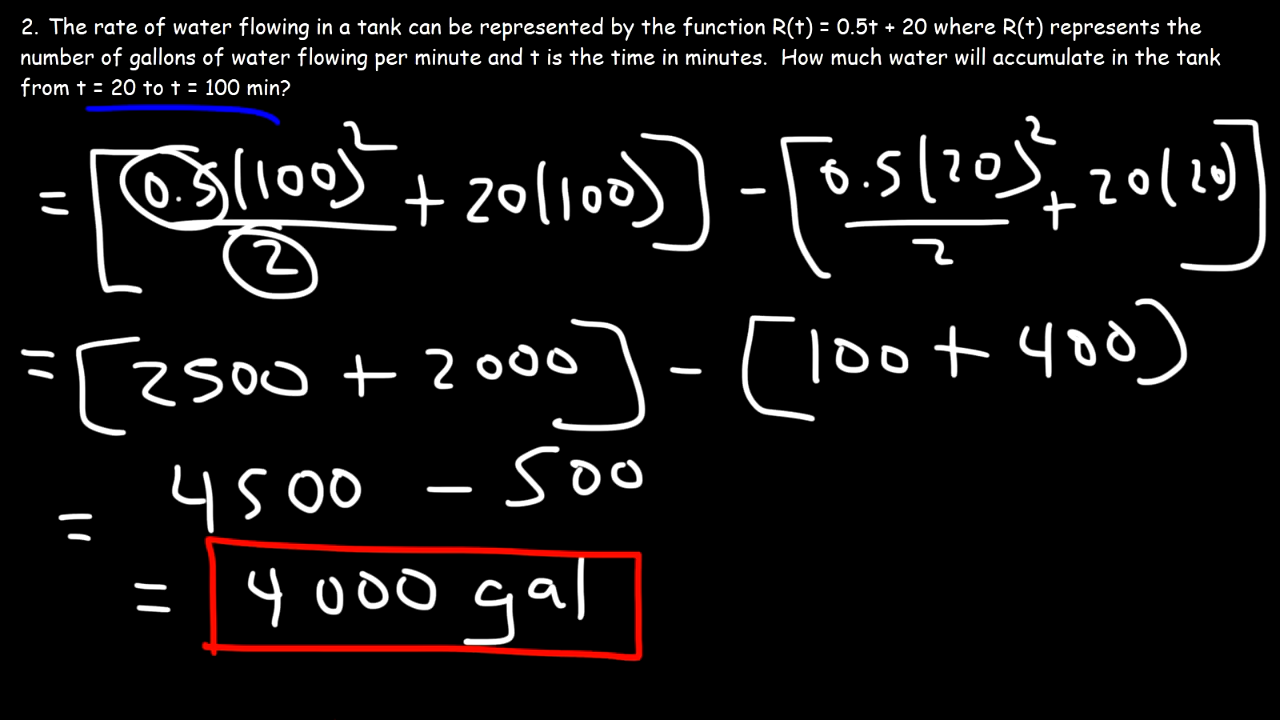 2. The rate of water flowing in a tank can be represented by the function R(t) = 0.5t + 20 where R(t) represents the
number of gallons of water flowing per minute and t is the time in minutes. How much water will accumulate in the tank
from t = 20 to t = 100 min?
= [0.5(100)²/2 + 20(100)] - [0.5(20)²/2 + 20(20)]
= [2500 + 2000] - [100 + 400)
= 4500 - 500
= 4000 gal